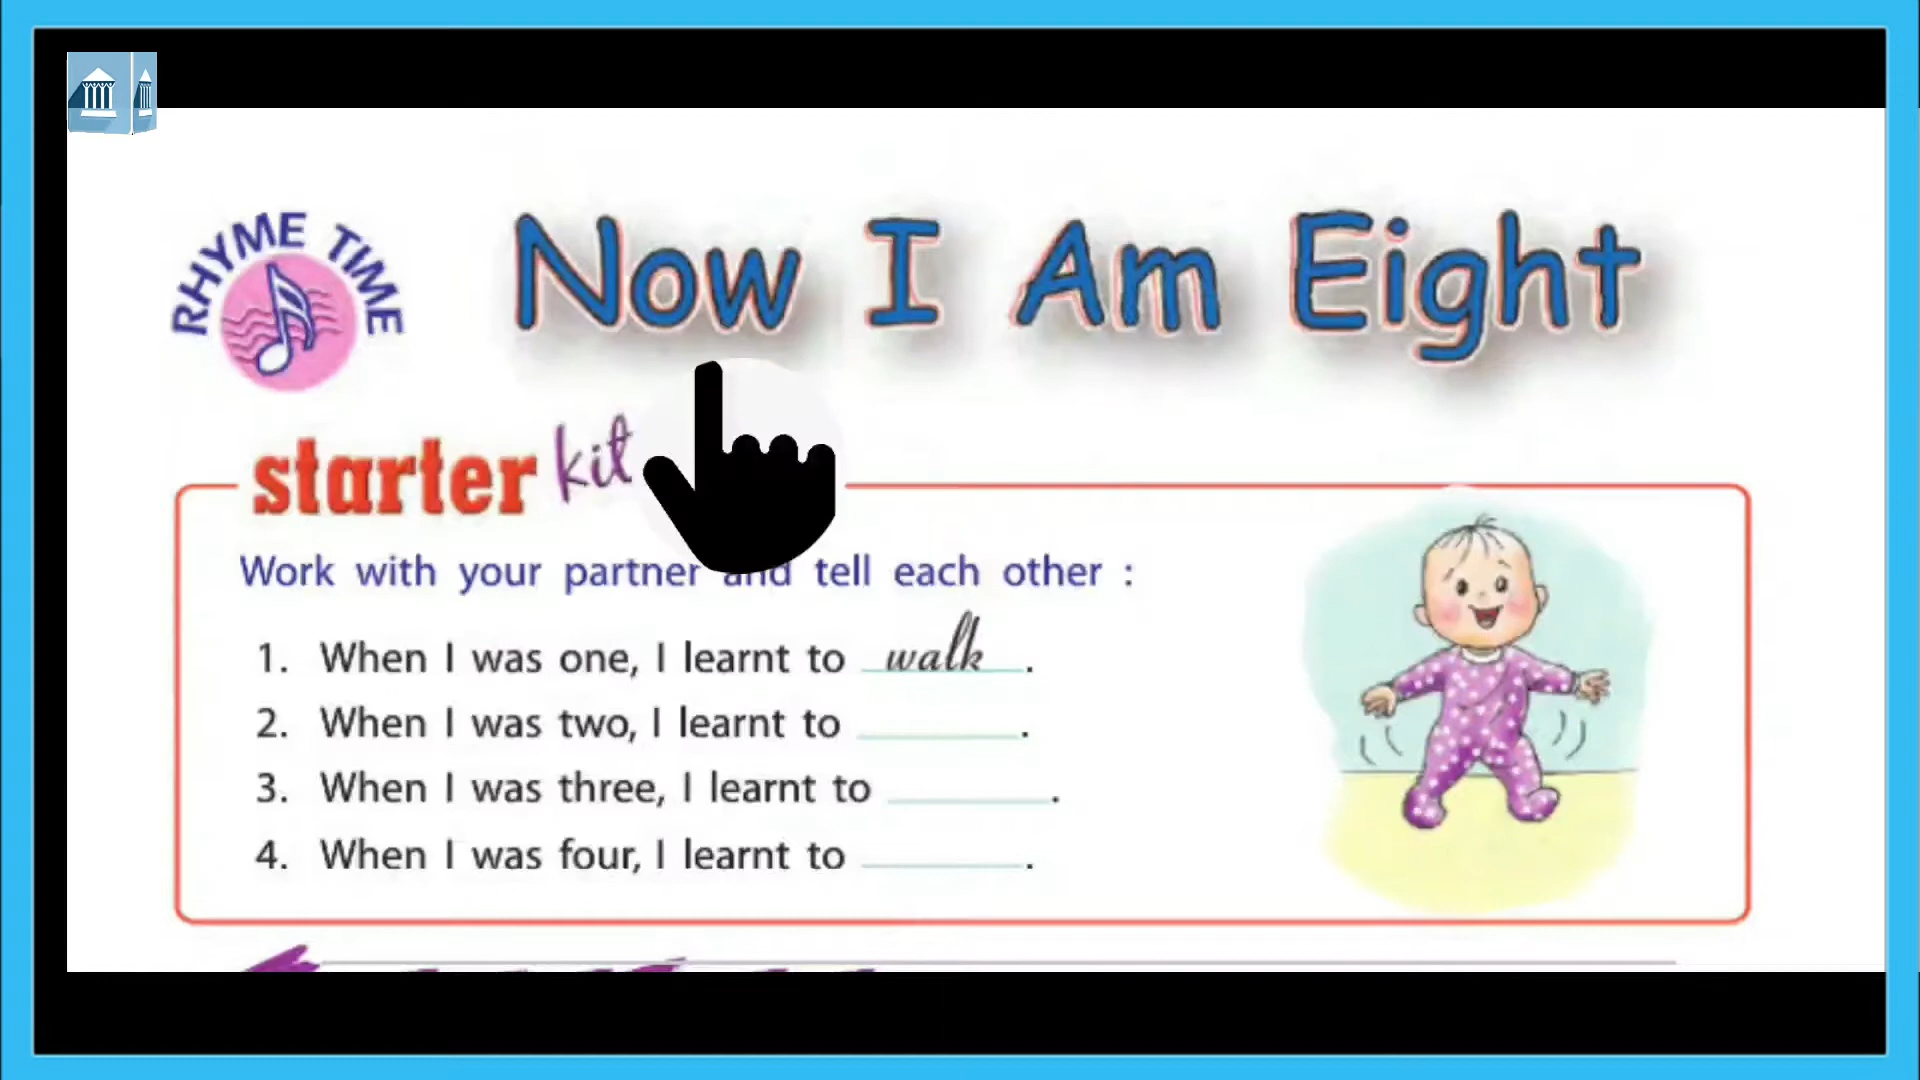 RHYME TIME
Now I Am Eight
starter kit
Work with your partner and tell each other :
1. When I was one, I learnt to walk .
2. When I was two, I learnt to ______ .
3. When I was three, I learnt to ______ .
4. When I was four, I learnt to ______ .